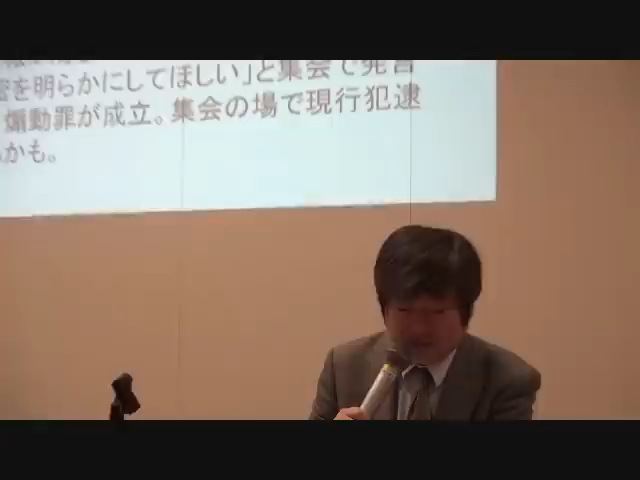 密を明らかにしてほしい」と集会で発言
煽動罪が成立。集会の場で現行犯逮
かも。